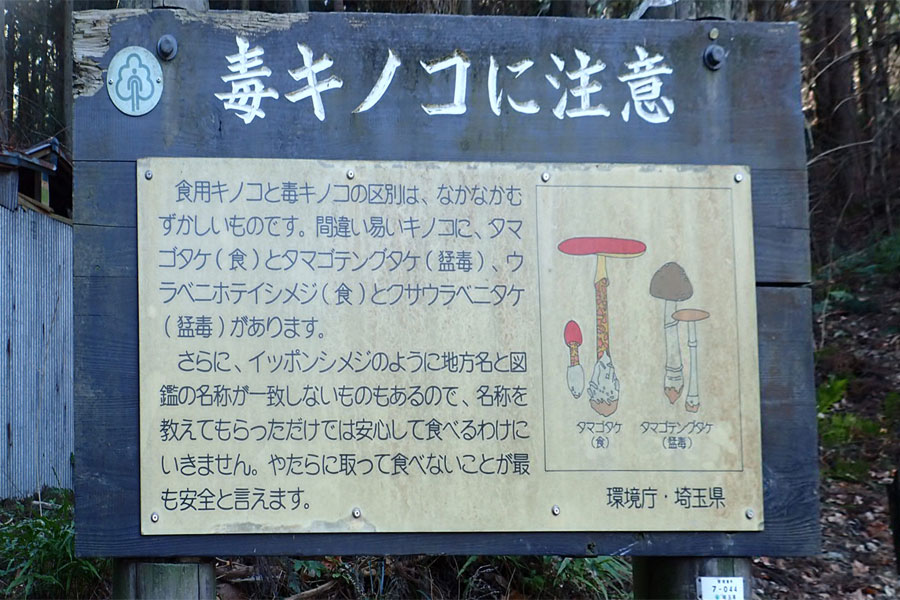 毒キノコに注意
食用キノコと毒キノコの区別は、なかなかむ
ずかしいものです。間違い易いキノコに、タマ
ゴタケ(食)とタマゴテングタケ(猛毒)、ウ
ラベニホテイシメジ(食)とクサウラベニタケ
(猛毒)があります。
さらに、イッポンシメジのように地方名と図
鑑の名称が一致しないものもあるので、名称を
教えてもらっただけでは安心して食べるわけに
いきません。やたらに取って食べないことが最
も安全と言えます。
タマゴタケ
(食)
タマゴテングタケ
(猛毒)
環境庁・埼玉県
7-044